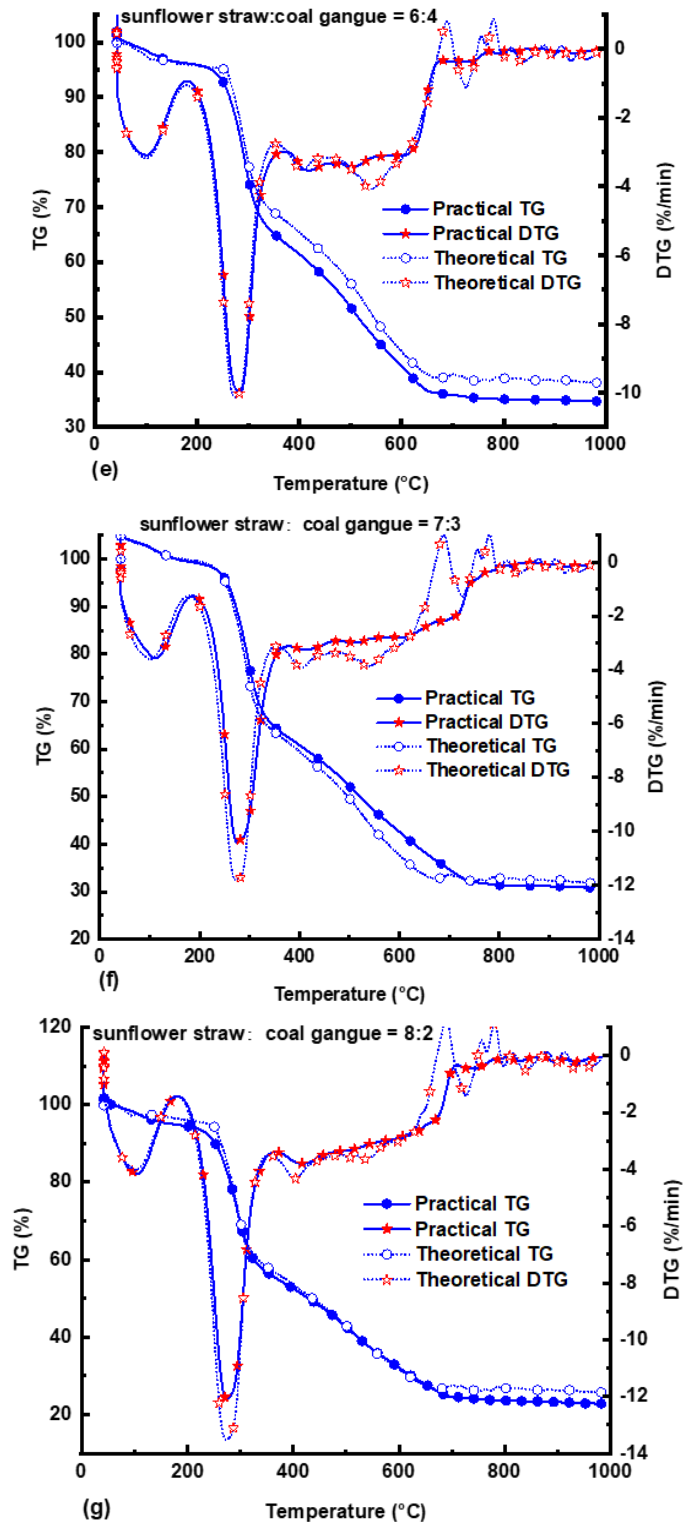 sunflower straw:coal gangue = 6:4
100
90
80
70
60
50
40
30
TG (%)
0
-2
-4
-6
-8
-10
DTG (%/min)
Practical TG
Practical DTG
Theoretical TG
Theoretical DTG
0 200 400 600 800 1000
(e)
Temperature (°C)
sunflower straw： coal gangue = 7:3
100
90
80
70
60
50
40
30
20
TG (%)
0
-2
-4
-6
-8
-10
-12
-14
DTG (%/min)
Practical TG
Practical DTG
Theoretical TG
Theoretical DTG
0 200 400 600 800 1000
(f)
Temperature (°C)
sunflower straw： coal gangue = 8:2
120
100
80
60
40
20
TG (%)
0
-2
-4
-6
-8
-10
-12
-14
DTG (%/min)
Practical TG
Practical TG
Theoretical TG
Theoretical DTG
0 200 400 600 800 1000
(g)
Temperature (°C)